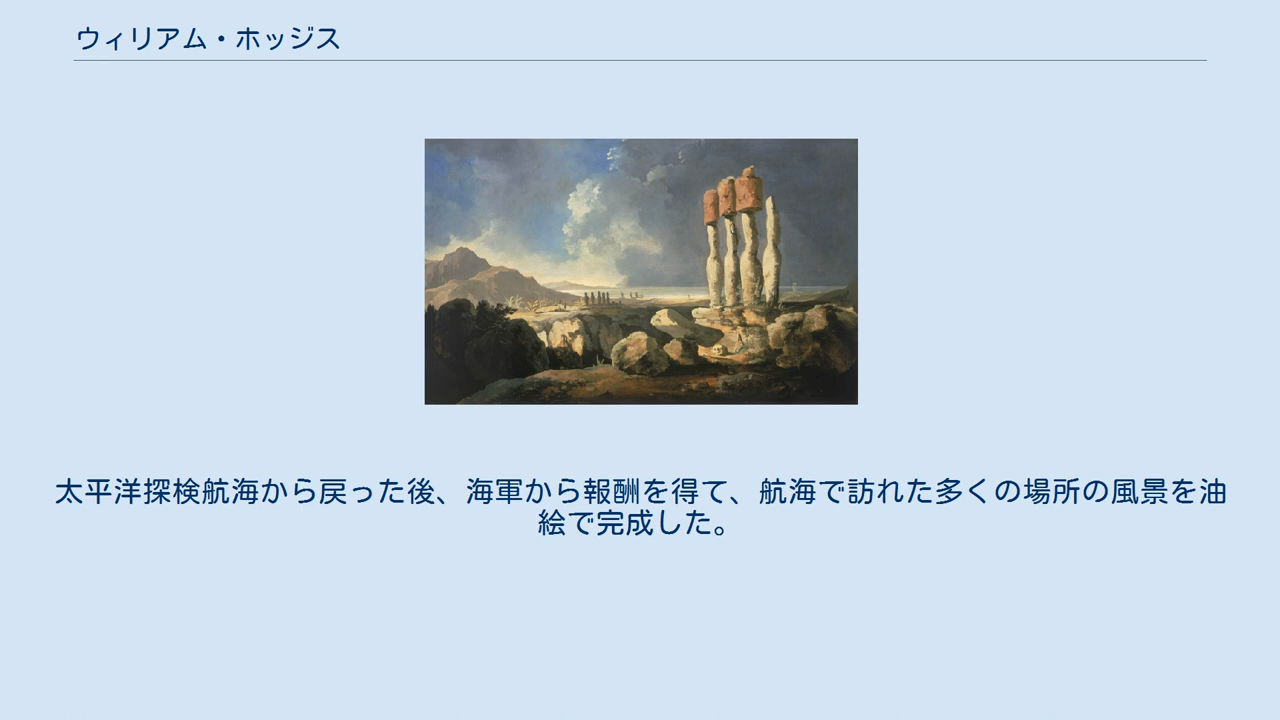 ウィリアム・ホッジス
太平洋探検航海から戻った後、海軍から報酬を得て、航海で訪れた多くの場所の風景を油
絵で完成した。